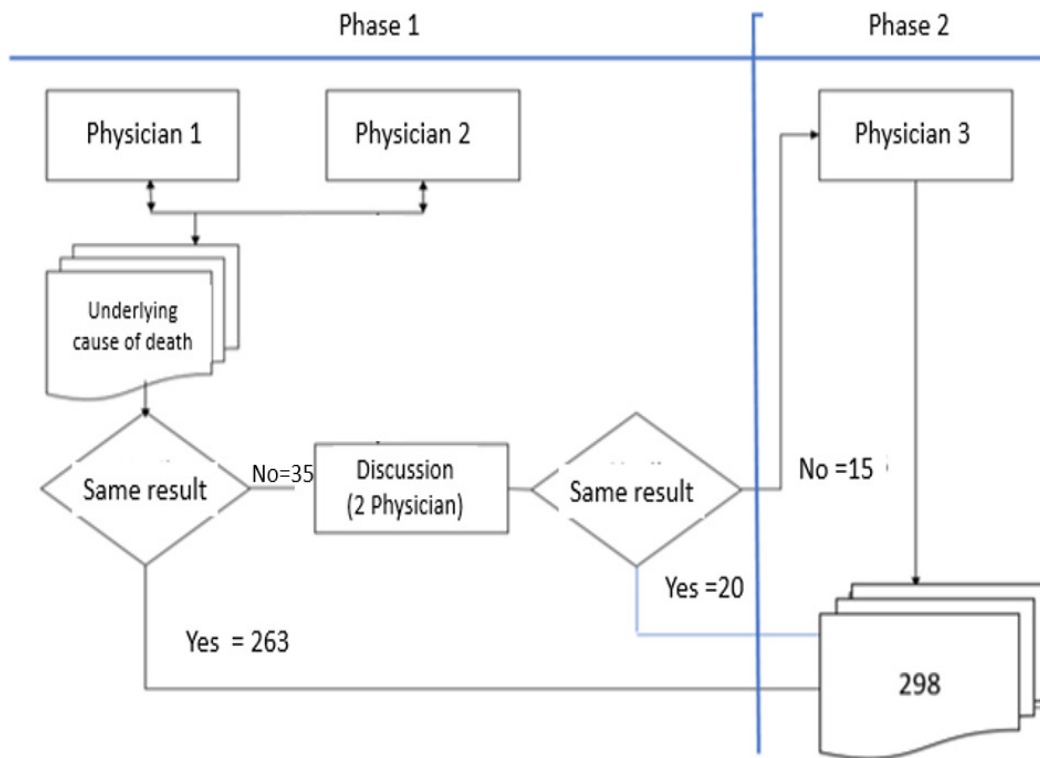 Phase 1
Phase 2
Physician 1
Physician 2
Physician 3
Underlying
cause of death
Same result
No=35
Discussion
(2 Physician)
Same result
No =15
Yes =20
Yes = 263
298